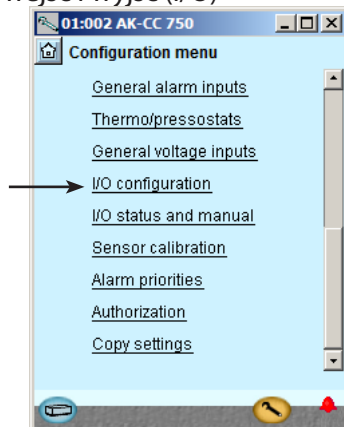 01:002 AK-CC 750
Configuration menu
General alarm inputs
Thermo/pressostats
General voltage inputs
I/O configuration
I/O status and manual
Sensor calibration
Alarm priorities
Authorization
Copy settings